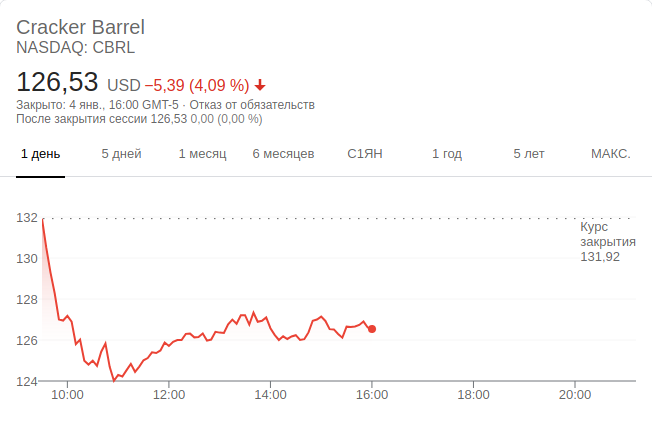 Cracker Barrel
NASDAQ: CBRL
126,53 USD −5,39 (4,09 %)
Закрыто: 4 янв., 16:00 GMT-5 · Отказ от обязательств
После закрытия сессии 126,53 0,00 (0,00 %)
1 день 5 дней 1 месяц 6 месяцев С1ЯН 1 год 5 лет МАКС.
132
Курс
закрытия
131,92
130
128
126
124
10:00 12:00 14:00 16:00 18:00 20:00